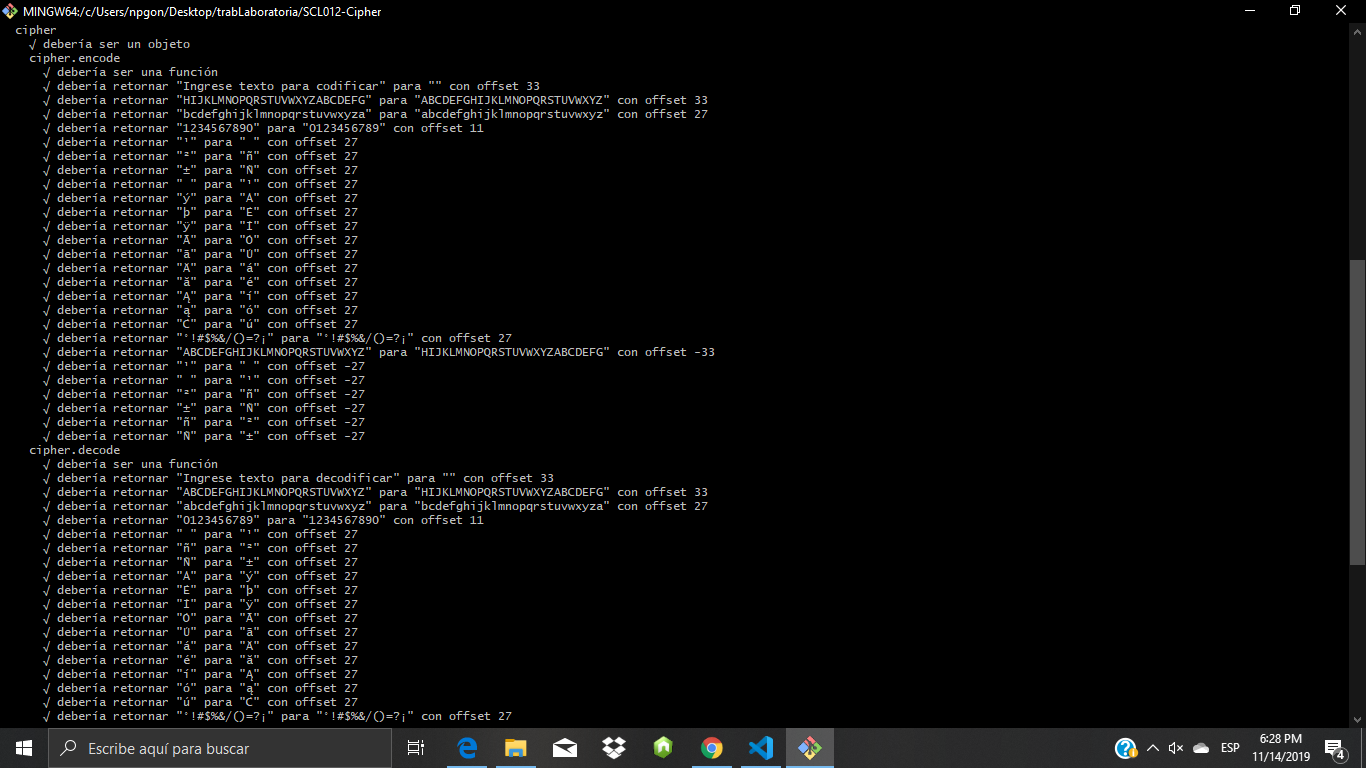 MINGW64:/c/Users/npgon/Desktop/trabLaboratoria/SCL012-Cipher
cipher
√ debería ser un objeto
cipher.encode
√ debería ser una función
√ debería retornar "Ingrese texto para codificar" para "" con offset 33
√ debería retornar "HIJKLMNOPQRSTUVWXYZABCDEFG" para "ABCDEFGHIJKLMNOPQRSTUVWXYZ" con offset 33
√ debería retornar "bcdefghijklmnopqrstuvwxyza" para "abcdefghijklmnopqrstuvwxyz" con offset 27
√ debería retornar "1234567890" para "0123456789" con offset 11
√ debería retornar "¹" para " " con offset 27
√ debería retornar "²" para "ñ" con offset 27
√ debería retornar "±" para "Ñ" con offset 27
√ debería retornar " " para "¹" con offset 27
√ debería retornar "ý" para "Á" con offset 27
√ debería retornar "þ" para "É" con offset 27
√ debería retornar "ÿ" para "Í" con offset 27
√ debería retornar "Ā" para "Ó" con offset 27
√ debería retornar "ā" para "Ú" con offset 27
√ debería retornar "Ă" para "á" con offset 27
√ debería retornar "ă" para "é" con offset 27
√ debería retornar "Ą" para "í" con offset 27
√ debería retornar "ą" para "ó" con offset 27
√ debería retornar "Ć" para "ú" con offset 27
√ debería retornar "°!#$%&/()=?¡" para "°!#$%&/()=?¡" con offset 27
√ debería retornar "ABCDEFGHIJKLMNOPQRSTUVWXYZ" para "HIJKLMNOPQRSTUVWXYZABCDEFG" con offset -33
√ debería retornar "¹" para " " con offset -27
√ debería retornar " " para "¹" con offset -27
√ debería retornar "²" para "ñ" con offset -27
√ debería retornar "±" para "Ñ" con offset -27
√ debería retornar "ñ" para "²" con offset -27
√ debería retornar "Ñ" para "±" con offset -27
cipher.decode
√ debería ser una función
√ debería retornar "Ingrese texto para decodificar" para "" con offset 33
√ debería retornar "ABCDEFGHIJKLMNOPQRSTUVWXYZ" para "HIJKLMNOPQRSTUVWXYZABCDEFG" con offset 33
√ debería retornar "abcdefghijklmnopqrstuvwxyz" para "bcdefghijklmnopqrstuvwxyza" con offset 27
√ debería retornar "0123456789" para "1234567890" con offset 11
√ debería retornar " " para "¹" con offset 27
√ debería retornar "ñ" para "²" con offset 27
√ debería retornar "Ñ" para "±" con offset 27
√ debería retornar "Á" para "ý" con offset 27
√ debería retornar "É" para "þ" con offset 27
√ debería retornar "Í" para "ÿ" con offset 27
√ debería retornar "Ó" para "Ā" con offset 27
√ debería retornar "Ú" para "ā" con offset 27
√ debería retornar "á" para "Ă" con offset 27
√ debería retornar "é" para "ă" con offset 27
√ debería retornar "í" para "Ą" con offset 27
√ debería retornar "ó" para "ą" con offset 27
√ debería retornar "ú" para "Ć" con offset 27
√ debería retornar "°!#$%&/()=?¡" para "°!#$%&/()=?¡" con offset 27
Escribe aquí para buscar
ESP
6:28 PM
11/14/2019
4